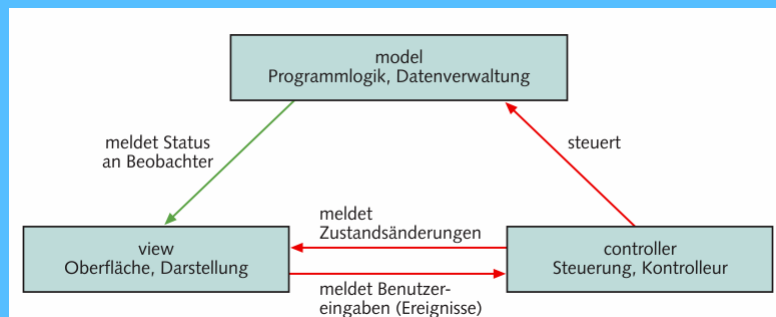 model
Programmlogik, Datenverwaltung
meldet Status
an Beobachter
steuert
meldet
Zustandsänderungen
view
Oberfläche, Darstellung
controller
Steuerung, Kontrolleur
meldet Benutzer-
eingaben (Ereignisse)